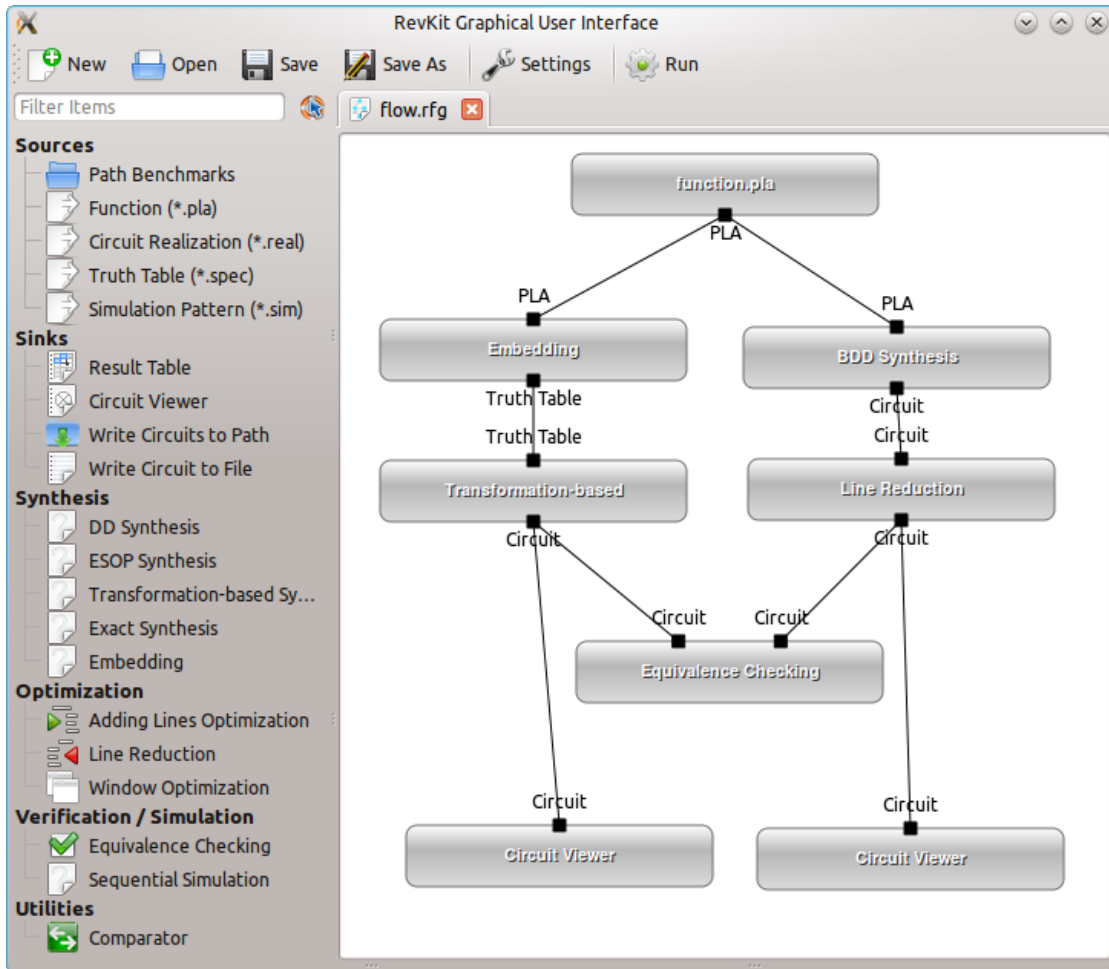 RevKit Graphical User Interface
New Open Save Save As Settings Run
Filter Items
flow.rfg
Sources
Path Benchmarks
Function (*.pla)
Circuit Realization (*.real)
Truth Table (*.spec)
Simulation Pattern (*.sim)
Sinks
Result Table
Circuit Viewer
Write Circuits to Path
Write Circuit to File
Synthesis
DD Synthesis
ESOP Synthesis
Transformation-based Sy...
Exact Synthesis
Embedding
Optimization
Adding Lines Optimization
Line Reduction
Window Optimization
Verification / Simulation
Equivalence Checking
Sequential Simulation
Utilities
Comparator
function.pla
PLA
PLA
PLA
Embedding
BDD Synthesis
Truth Table
Circuit
Truth Table
Circuit
Transformation-based
Line Reduction
Circuit
Circuit
Circuit
Circuit
Equivalence Checking
Circuit
Circuit
Circuit Viewer
Circuit Viewer